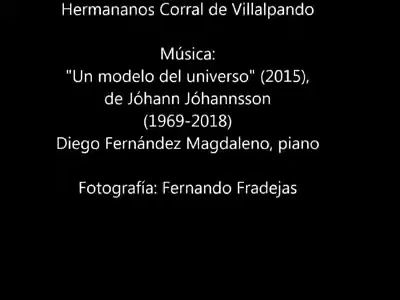 Hermananos Corral de Villalpando
Música:
"Un modelo del universo" (2015),
de Jóhann Jóhannsson
(1969-2018)
Diego Fernández Magdaleno, piano
Fotografía: Fernando Fradejas